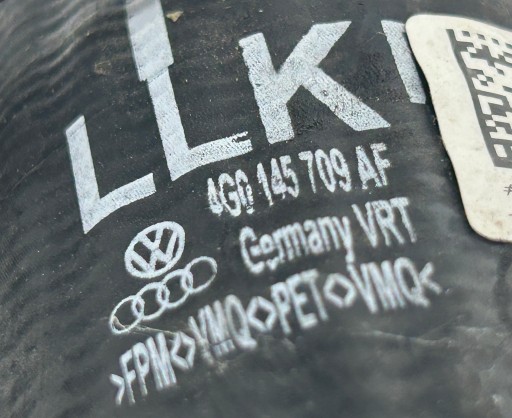 LLK
4G0 145 709 AF
Germany VRT
>FPM<>VMQ<>PET<>VMQ<